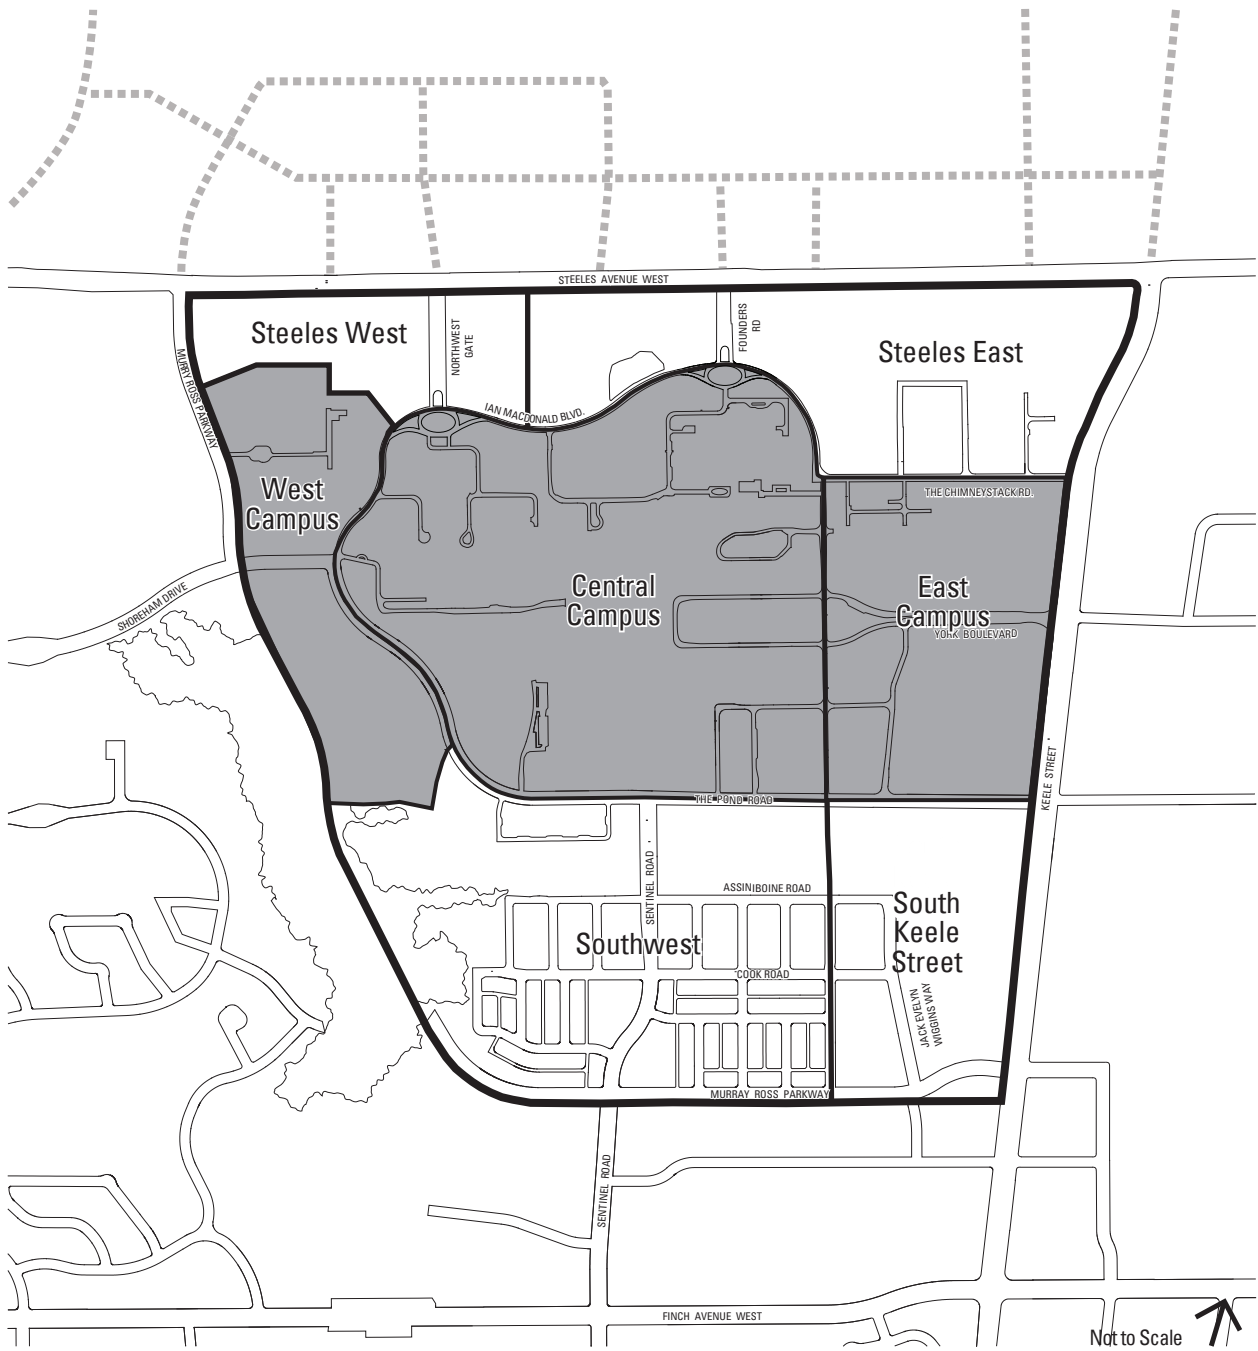 STEELES AVENUE WEST
Steeles West
NORTHWEST
GATE
FOUNDERS
RD
Steeles East
MURRY ROSS PARKWAY
IAN MACDONALD BLVD.
West
Campus
THE CHIMNEYSTACK RD.
Central
Campus
East
Campus
YORK BOULEVARD
SHOREHAM DRIVE
KEELE STREET
THE POND ROAD
SENTINEL ROAD
ASSINIBOINE ROAD
South
Keele
Street
Southwest
COOK ROAD
JACK EVELYN
WIGGINS WAY
MURRAY ROSS PARKWAY
SENTINEL ROAD
FINCH AVENUE WEST
Not to Scale